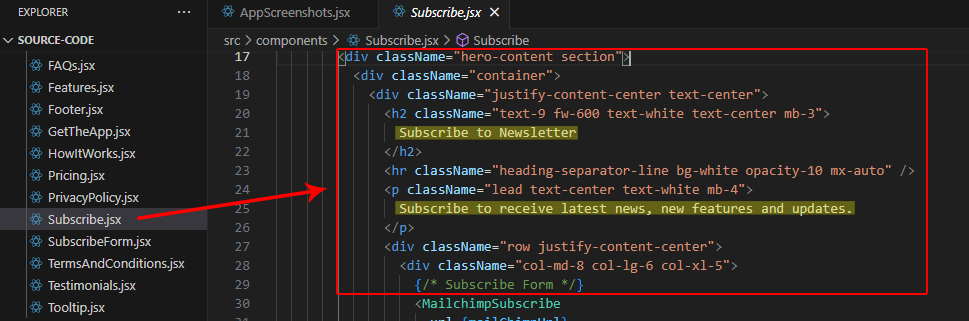 EXPLORER
SOURCE-CODE
FAQs.jsx
Features.jsx
Footer.jsx
GetTheApp.jsx
HowItWorks.jsx
Pricing.jsx
PrivacyPolicy.jsx
Subscribe.jsx
SubscribeForm.jsx
TermsAndConditions.jsx
Testimonials.jsx
Tooltip.jsx
AppScreenshots.jsx
Subscribe.jsx
src > components > Subscribe.jsx > Subscribe
17 <div className="hero-content section">
18 <div className="container">
19 <div className="justify-content-center text-center">
20 <h2 className="text-9 fw-600 text-white text-center mb-3">
21 Subscribe to Newsletter
22 </h2>
23 <hr className="heading-separator-line bg-white opacity-10 mx-auto" />
24 <p className="lead text-center text-white mb-4">
25 Subscribe to receive latest news, new features and updates.
26 </p>
27 <div className="row justify-content-center">
28 <div className="col-md-8 col-lg-6 col-xl-5">
29 {/* Subscribe Form */}
30 <MailchimpSubscribe
31 url={mailChimpUrl}